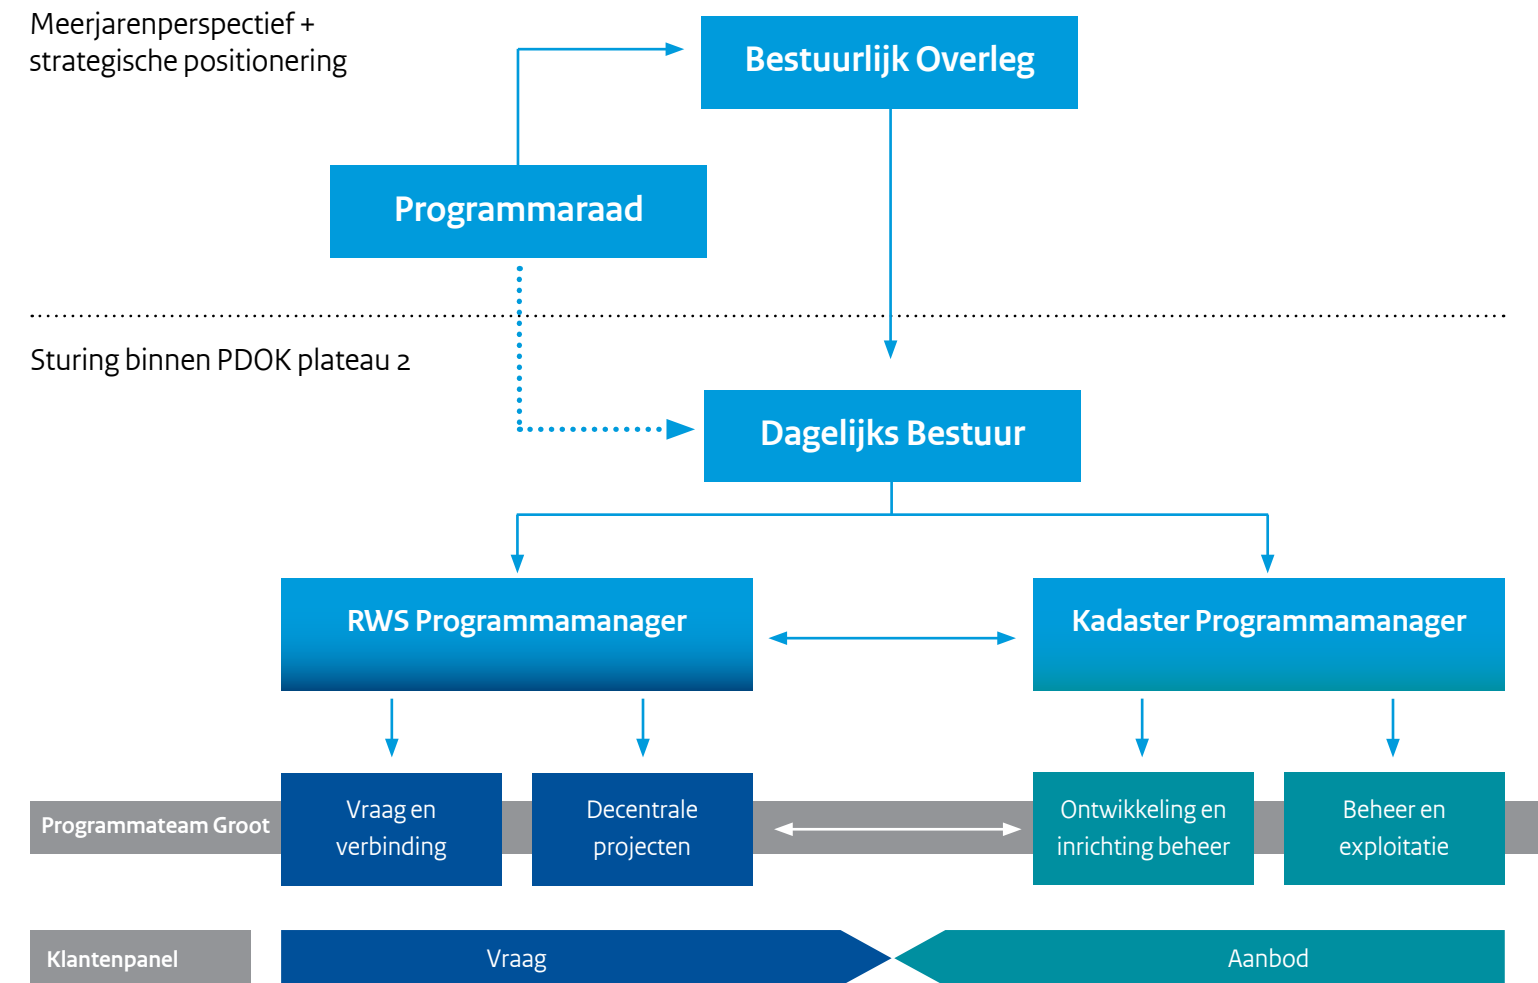 Meerjarenperspectief +
strategische positionering
Bestuurlijk Overleg
Programmaraad
Sturing binnen PDOK plateau 2
Dagelijks Bestuur
RWS Programmamanager
Kadaster Programmamanager
Programmateam Groot
Vraag en
verbinding
Decentrale
projecten
Ontwikkeling en
inrichting beheer
Beheer en
exploitatie
Klantenpanel
Vraag
Aanbod